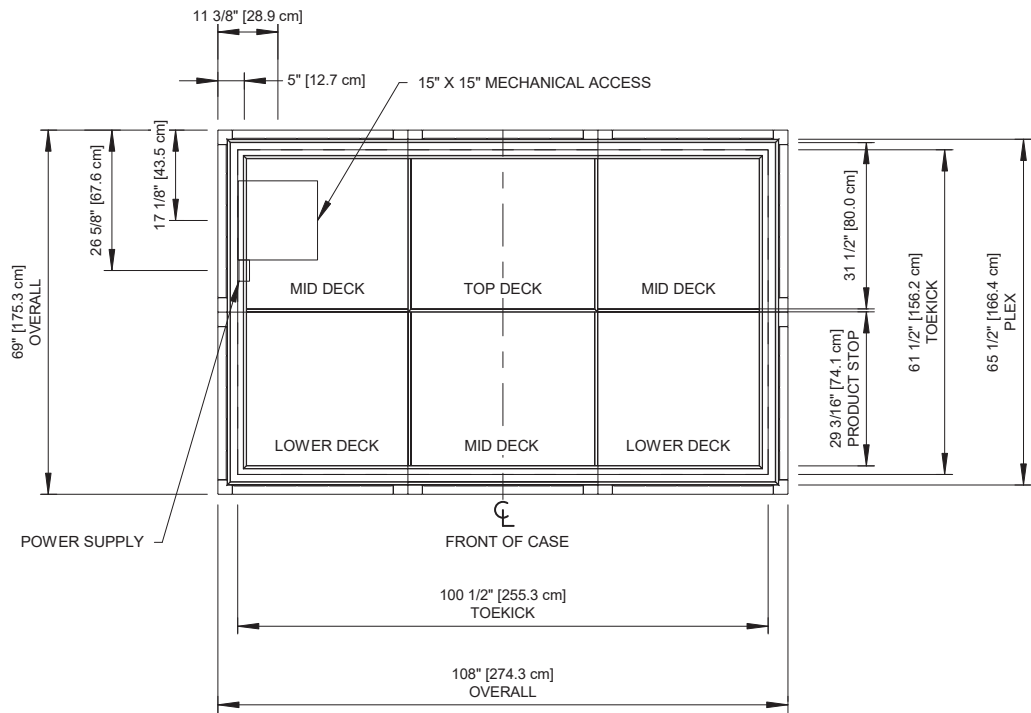 11 3/8" [28.9 cm]
5" [12.7 cm]
15" X 15" MECHANICAL ACCESS
69" [175.3 cm]
OVERALL
26 5/8" [67.6 cm]
17 1/8" [43.5 cm]
MID DECK
TOP DECK
MID DECK
LOWER DECK
MID DECK
LOWER DECK
31 1/2" [80.0 cm]
29 3/16" [74.1 cm]
PRODUCT STOP
61 1/2" [156.2 cm]
TOEKICK
65 1/2" [166.4 cm]
PLEX
POWER SUPPLY
CL
FRONT OF CASE
100 1/2" [255.3 cm]
TOEKICK
108" [274.3 cm]
OVERALL